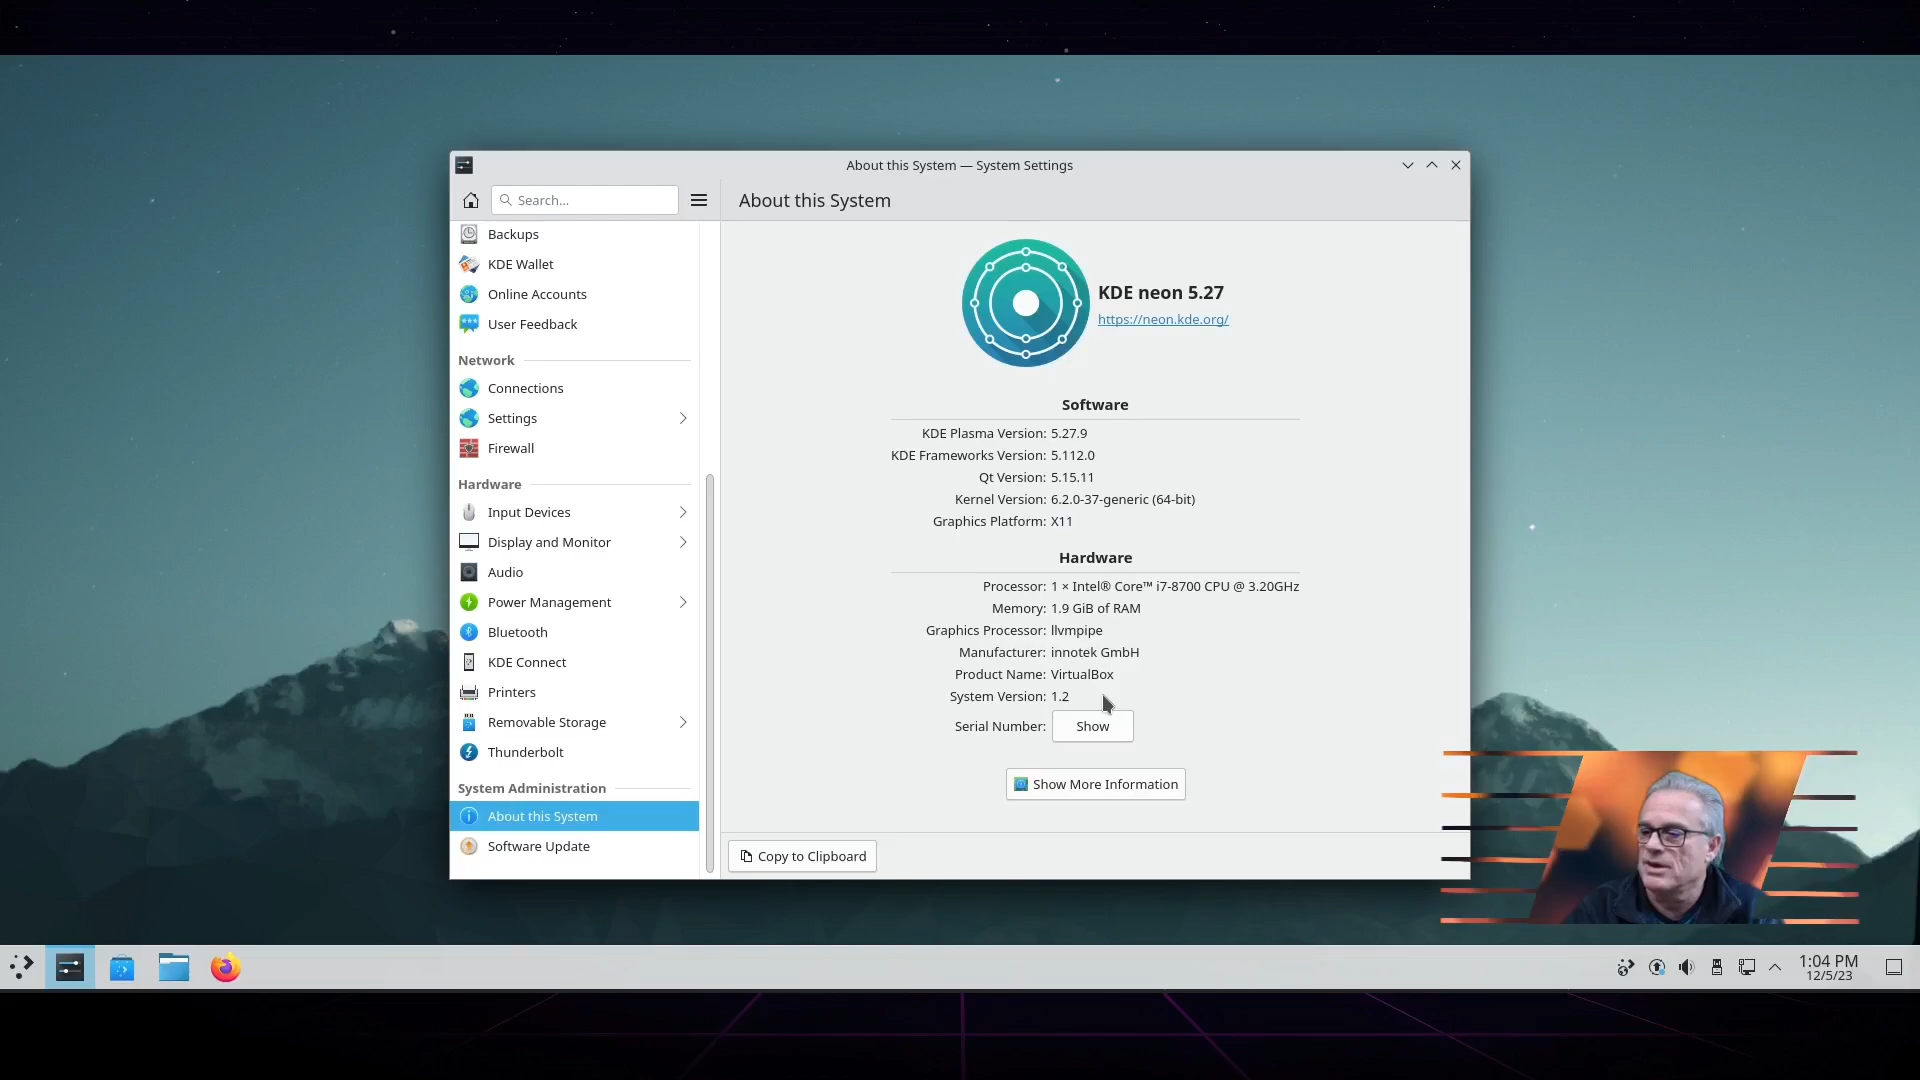 About this System — System Settings
Search...
About this System
Backups
KDE Wallet
Online Accounts
User Feedback
Network
Connections
Settings
Firewall
Hardware
Input Devices
Display and Monitor
Audio
Power Management
Bluetooth
KDE Connect
Printers
Removable Storage
Thunderbolt
System Administration
About this System
Software Update
KDE neon 5.27
https://neon.kde.org/
Software
KDE Plasma Version: 5.27.9
KDE Frameworks Version: 5.112.0
Qt Version: 5.15.11
Kernel Version: 6.2.0-37-generic (64-bit)
Graphics Platform: X11
Hardware
Processor: 1 × Intel® Core™ i7-8700 CPU @ 3.20GHz
Memory: 1.9 GiB of RAM
Graphics Processor: llvmpipe
Manufacturer: innotek GmbH
Product Name: VirtualBox
System Version: 1.2
Serial Number: Show
Show More Information
Copy to Clipboard
1:04 PM
12/5/23